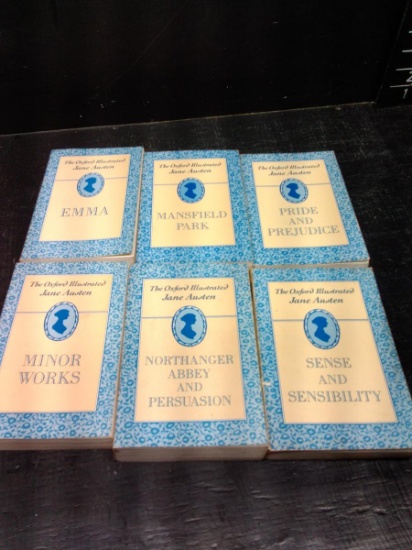 The Oxford Illustrated
Jane Austen
EMMA
The Oxford Illustrated
Jane Austen
MANSFIELD
PARK
The Oxford Illustrated
Jane Austen
PRIDE
AND
PREJUDICE
The Oxford Illustrated
Jane Austen
MINOR
WORKS
The Oxford Illustrated
Jane Austen
NORTHANGER
ABBEY
AND
PERSUASION
The Oxford Illustrated
Jane Austen
SENSE
AND
SENSIBILITY